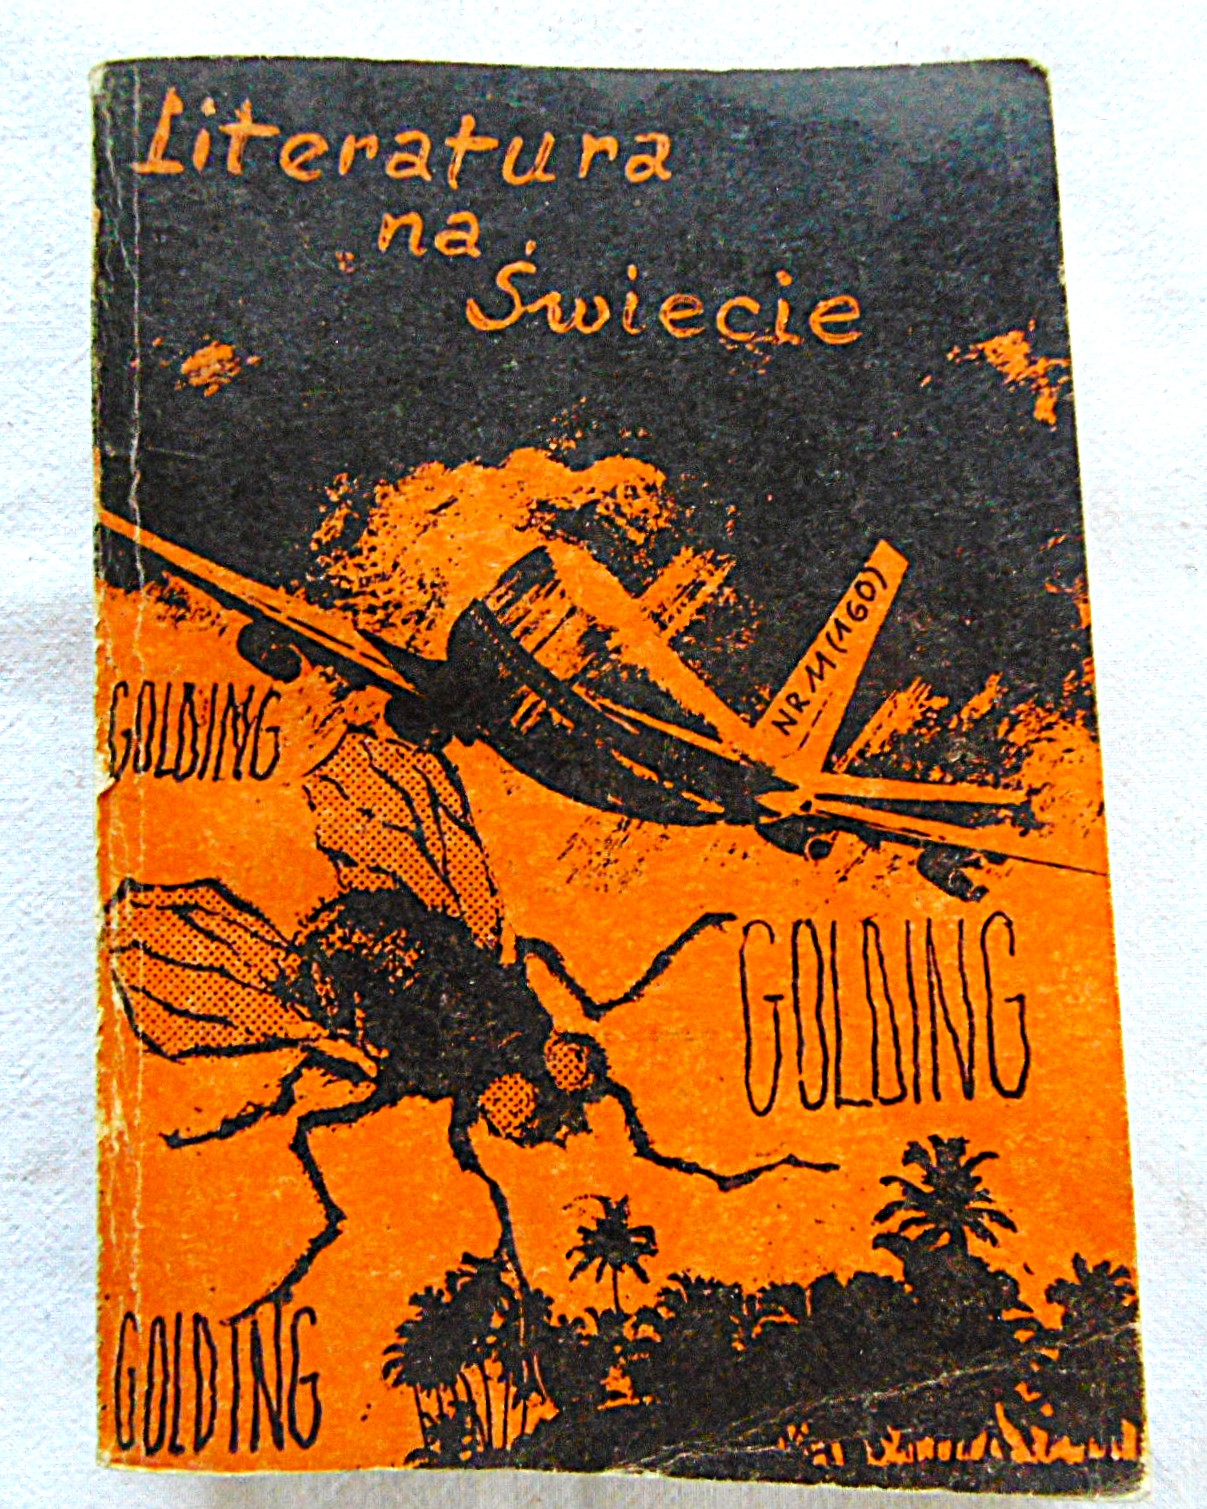 Literatura
na
Świecie
NR 11 (160)
GOLDING
GOLDING
GOLDING